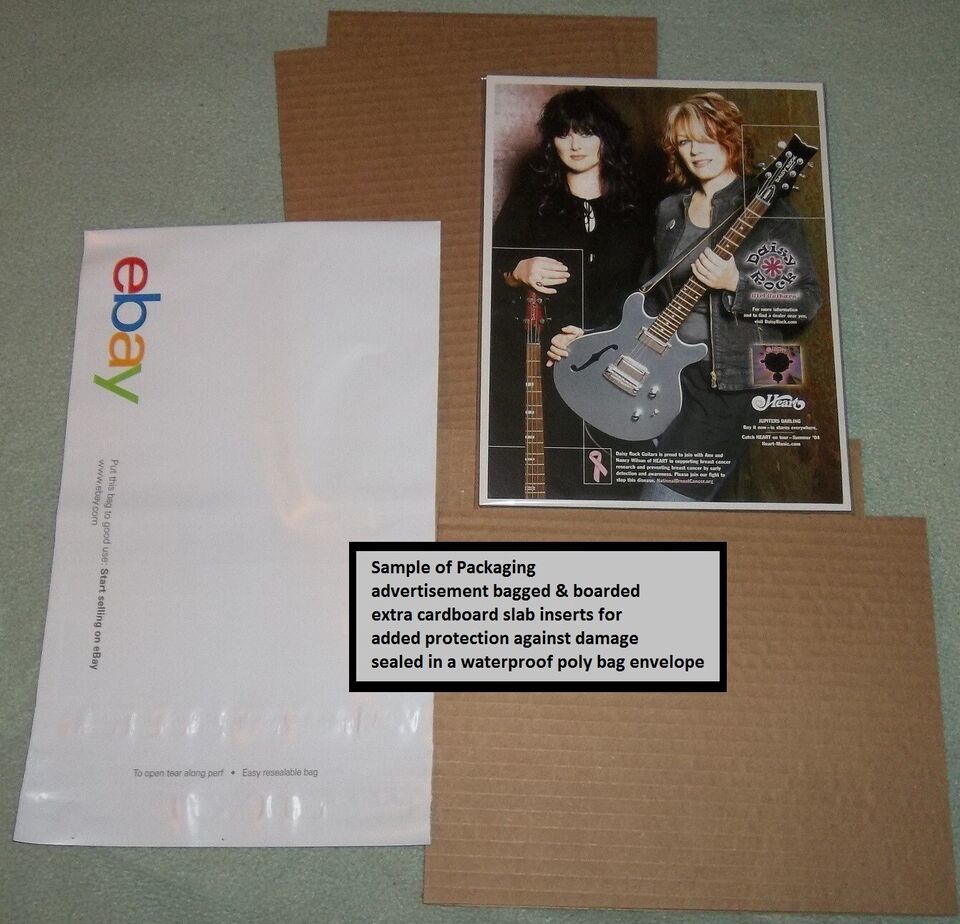 ebay
Put this bag to good use: Start selling on eBay
www.ebay.com
To open tear along perf • Easy resealable bag
DAISY ROCK
Daisy
Rock
Girl Guitars
For more information
and to find a dealer near you,
visit DaisyRock.com
Heart
JUPITERS DARLING
Buy it now - in stores everywhere.
Catch HEART on tour - Summer '04
Heart-Music.com
Daisy Rock Guitars is proud to join with Ann and
Nancy Wilson of HEART in supporting breast cancer
research and preventing breast cancer by early
detection and awareness. Please join our fight to
stop this disease. NationalBreastCancer.org
Sample of Packaging
advertisement bagged & boarded
extra cardboard slab inserts for
added protection against damage
sealed in a waterproof poly bag envelope